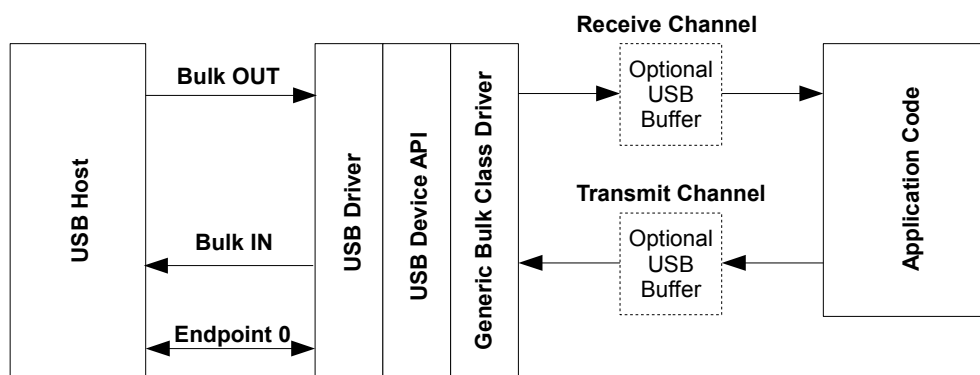 Receive Channel
Bulk OUT
Optional
USB
Buffer
USB Host
USB Driver
USB Device API
Generic Bulk Class Driver
Application Code
Transmit Channel
Bulk IN
Optional
USB
Buffer
Endpoint 0